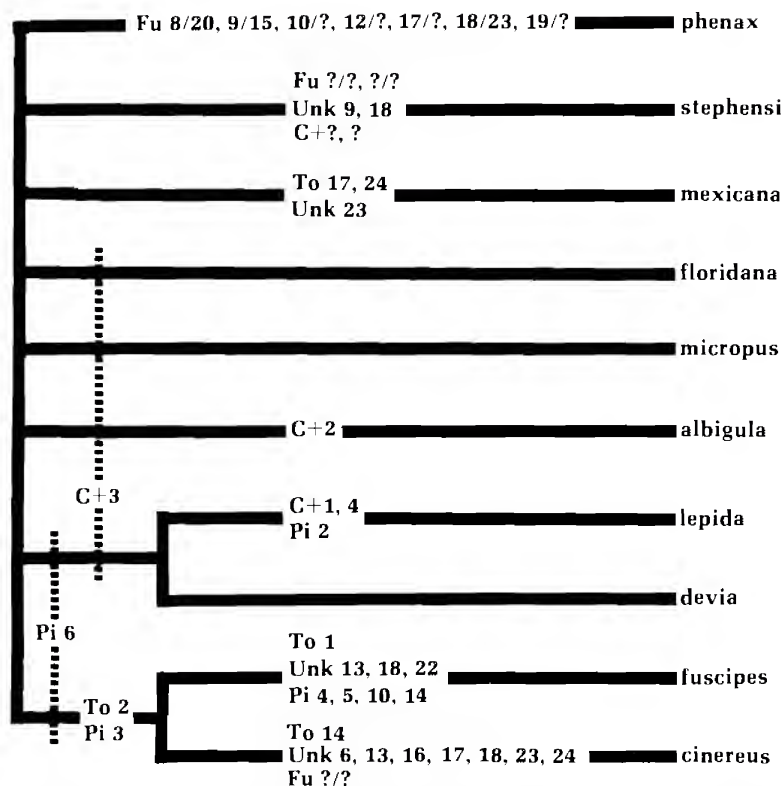 Fu 8/20, 9/15, 10/?, 12/?, 17/?, 18/23, 19/? phenax
Fu ?/?, ?/?
Unk 9, 18 stephensi
C+?, ?
To 17, 24 mexicana
Unk 23
floridana
micropus
C+2 albigula
C+3
C+1, 4 lepida
Pi 2
devia
Pi 6
To 1
Unk 13, 18, 22 fuscipes
Pi 4, 5, 10, 14
To 2
Pi 3
To 14
Unk 6, 13, 16, 17, 18, 23, 24 cinereus
Fu ?/?